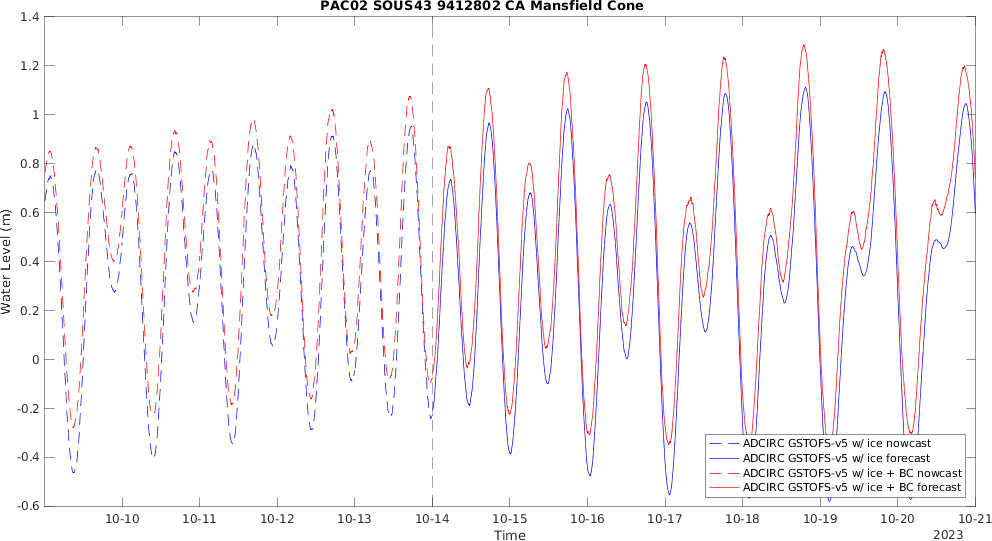 PAC02 SOUS43 9412802 CA Mansfield Cone
1.4
1.2
1
0.8
0.6
0.4
0.2
0
-0.2
-0.4
-0.6
Water Level (m)
ADCIRC GSTOFS-v5 w/ ice nowcast
ADCIRC GSTOFS-v5 w/ ice forecast
ADCIRC GSTOFS-v5 w/ ice + BC nowcast
ADCIRC GSTOFS-v5 w/ ice + BC forecast
10-10 10-11 10-12 10-13 10-14 10-15 10-16 10-17 10-18 10-19 10-20 10-21
Time
2023